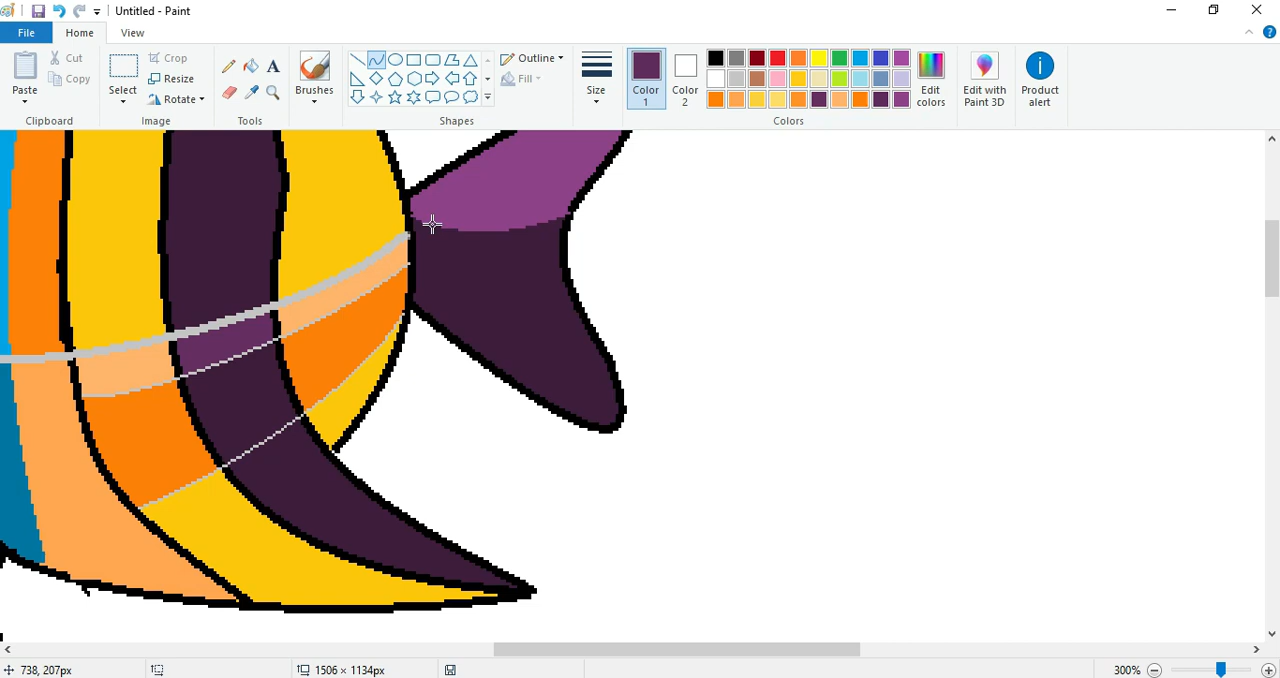 Untitled - Paint
File
Home
View
Paste
Cut
Copy
Clipboard
Select
Crop
Resize
Rotate
Image
A
Tools
Brushes
Outline
Fill
Shapes
Size
Color 1
Color 2
Edit colors
Colors
Edit with Paint 3D
Product alert
738, 207px
1506 × 1134px
300%